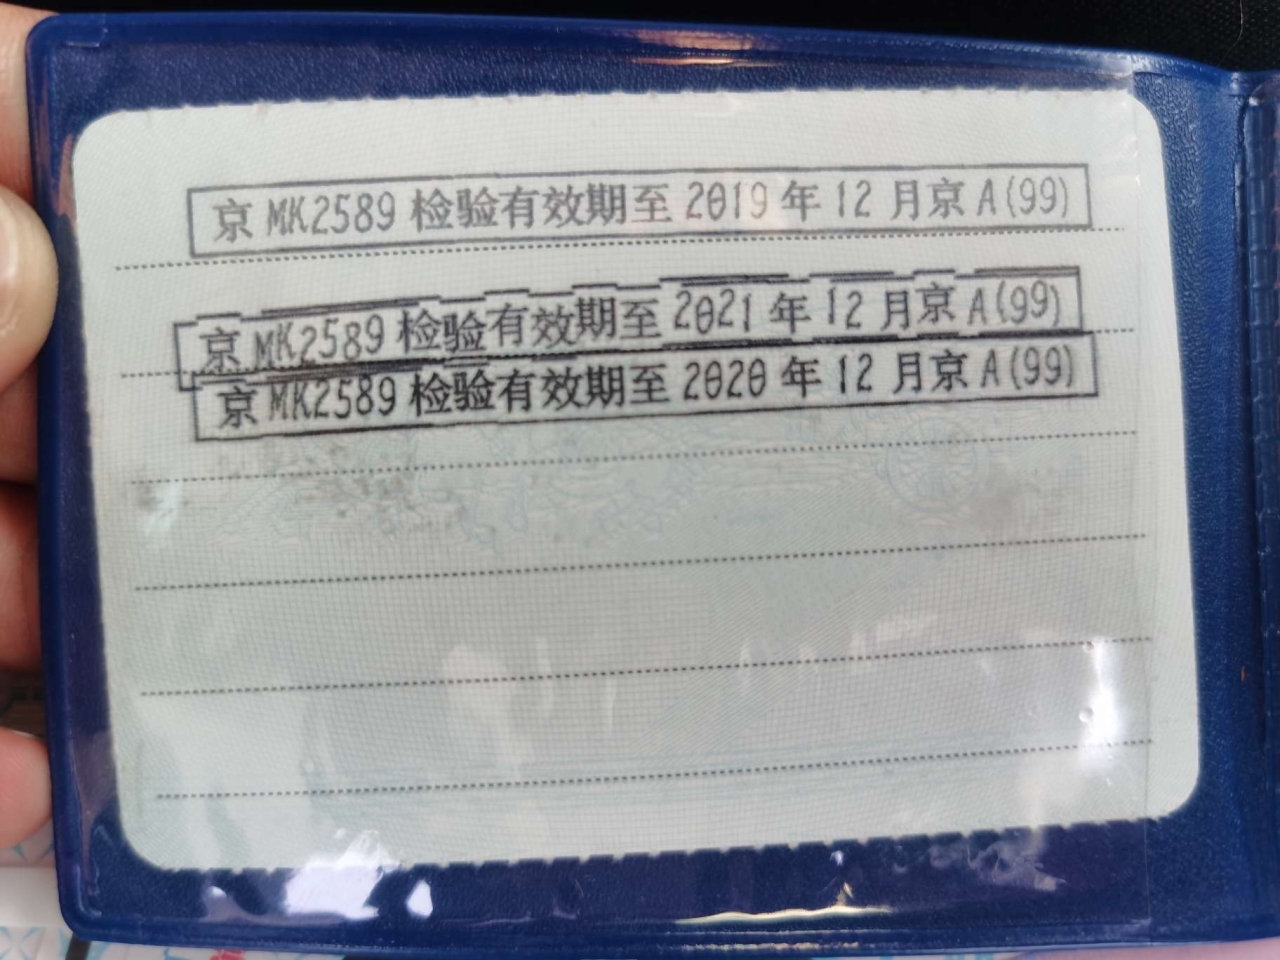 京 MK2589 检验有效期至 2019 年 12 月京 A(99)
京 MK2589 检验有效期至 2021 年 12 月京 A(99)
京 MK2589 检验有效期至 2020 年 12 月京 A(99)